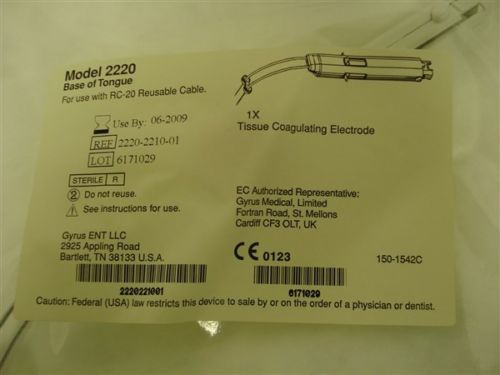 Model 2220
Base of Tongue
For use with RC-20 Reusable Cable.
Use By: 06-2009
REF 2220-2210-01
LOT 6171029
STERILE R
2 Do not reuse.
See instructions for use.
Gyrus ENT LLC
2925 Appling Road
Bartlett, TN 38133 U.S.A.
2220221001
1X
Tissue Coagulating Electrode
EC Authorized Representative:
Gyrus Medical, Limited
Fortran Road, St. Mellons
Cardiff CF3 OLT, UK
CE 0123
150-1542C
6171029
Caution: Federal (USA) law restricts this device to sale by or on the order of a physician or dentist.